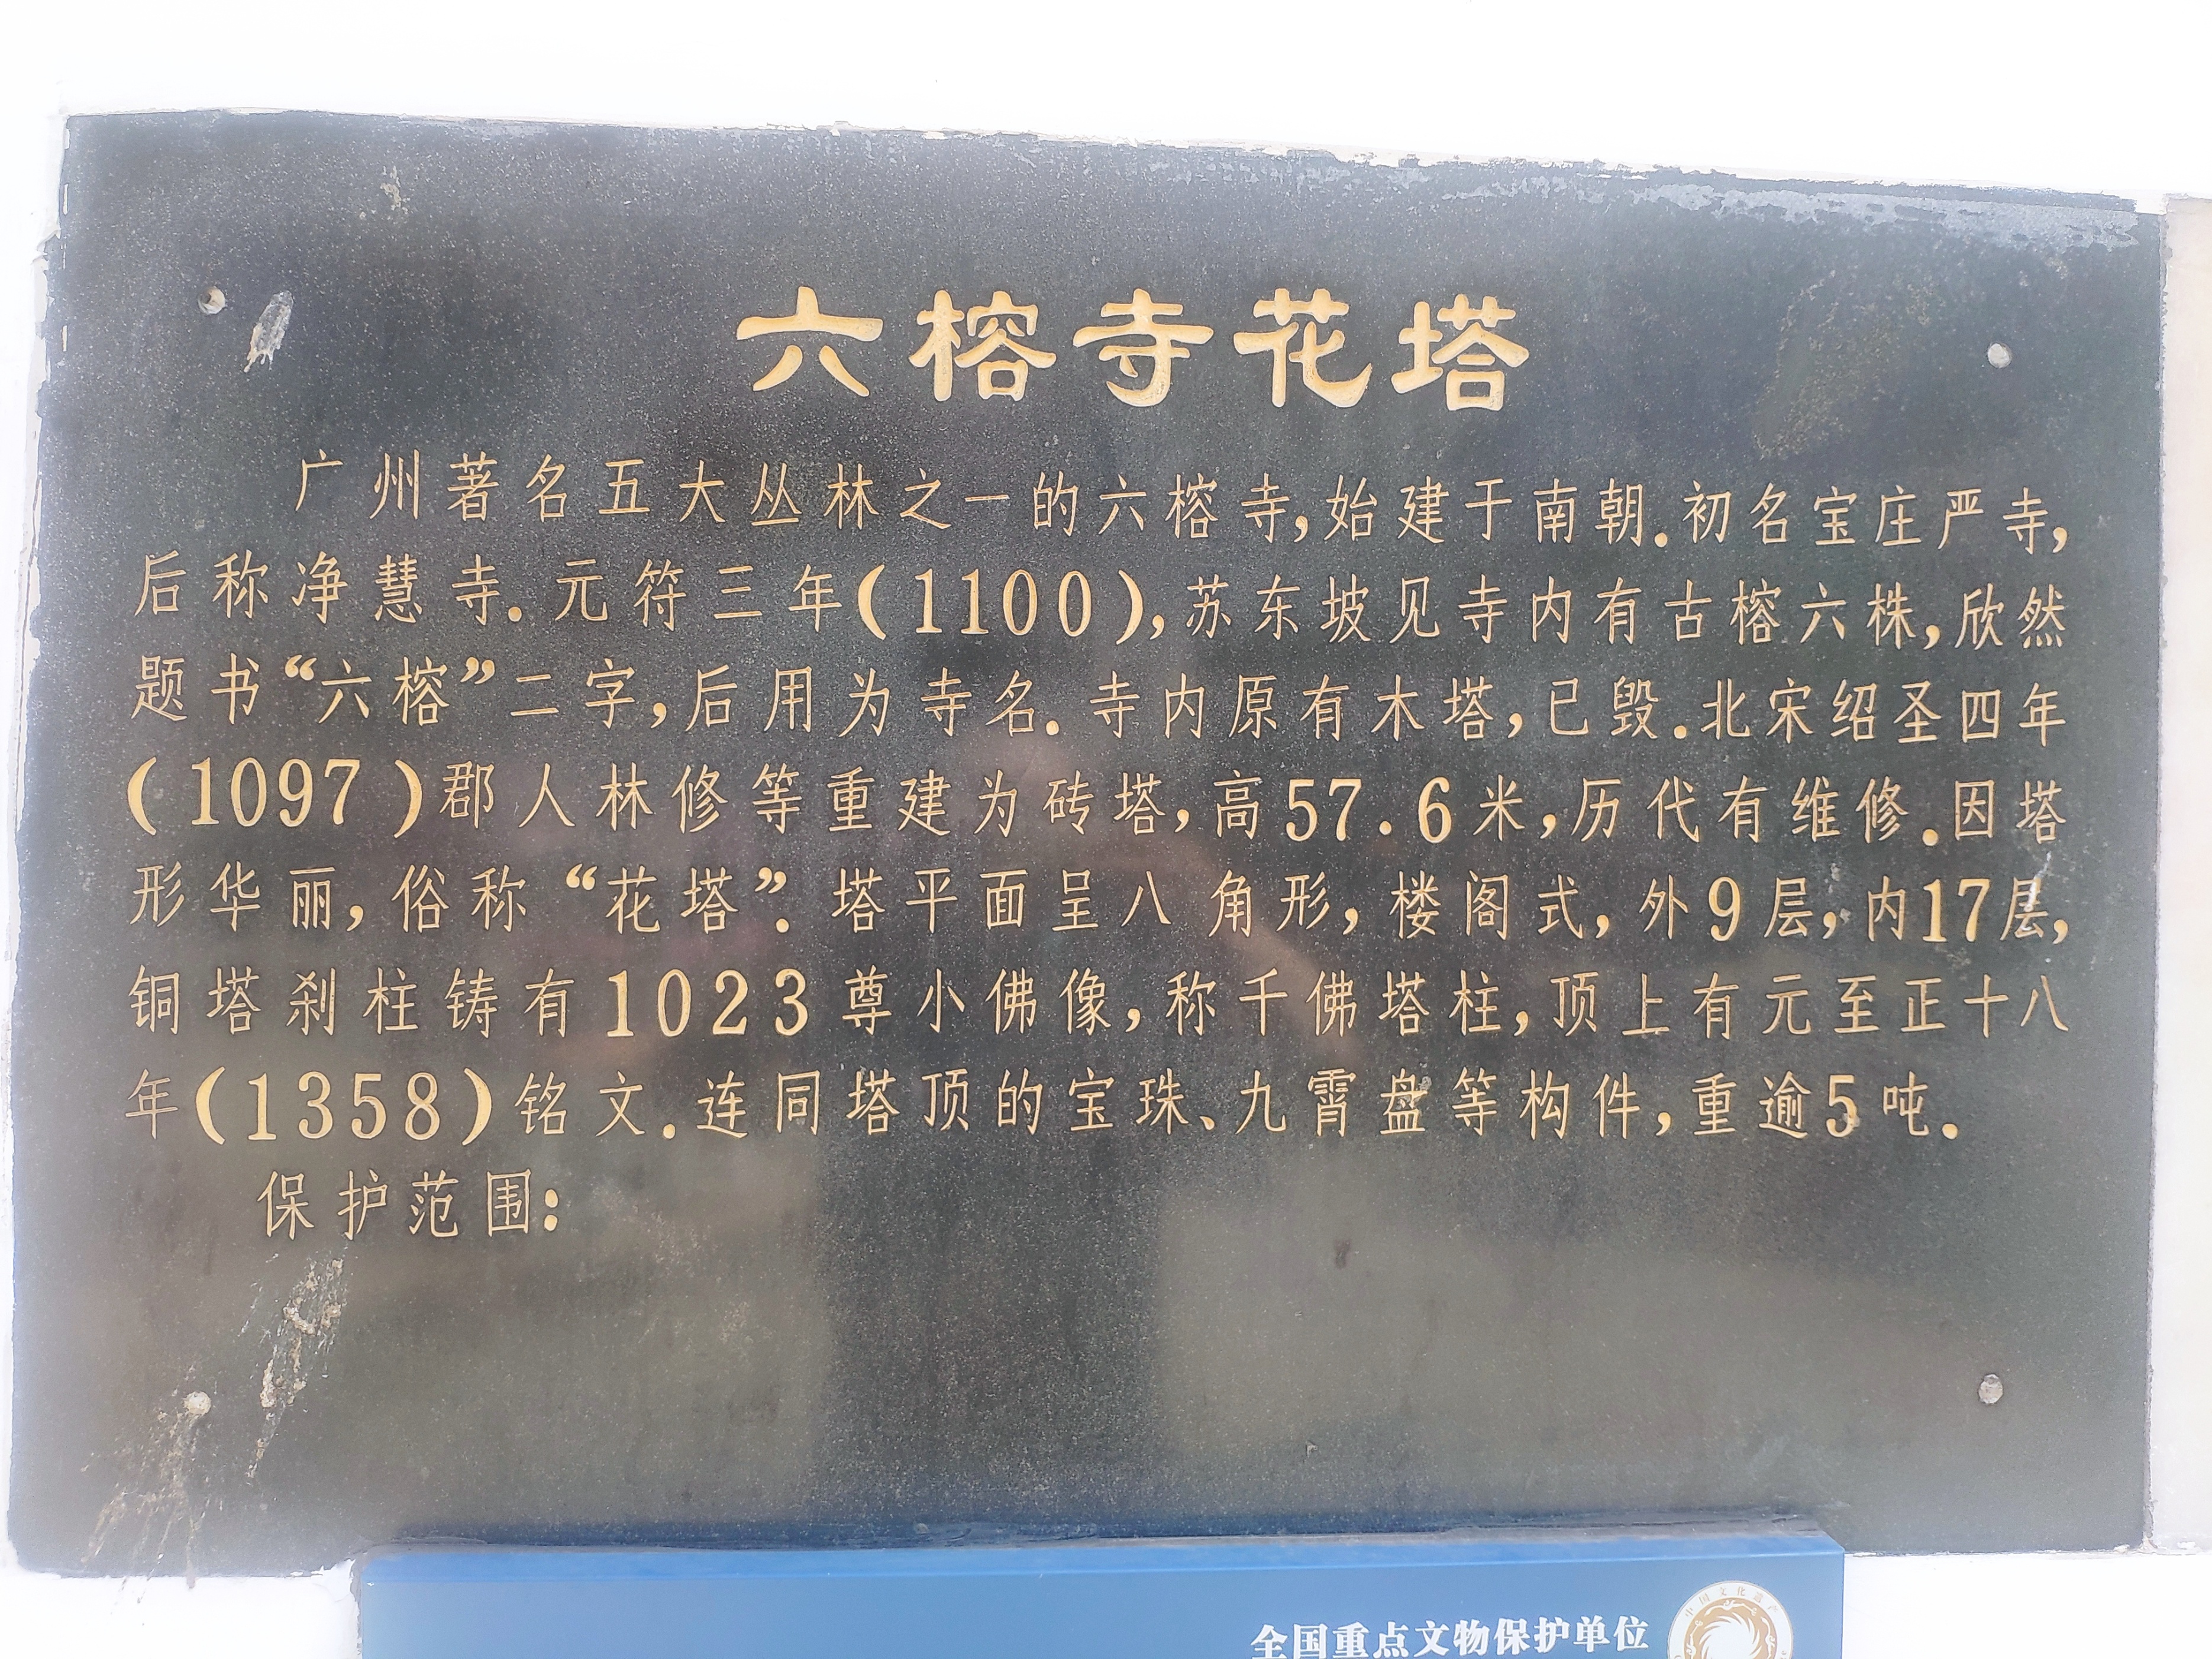 六榕寺花塔
广州著名五大丛林之一的六榕寺,始建于南朝.初名宝庄严寺,
后称净慧寺.元符三年(1100),苏东坡见寺内有古榕六株,欣然
题书“六榕”二字,后用为寺名.寺内原有木塔,已毁.北宋绍圣四年
(1097)郡人林修等重建为砖塔,高57.6米,历代有维修.因塔
形华丽,俗称“花塔”.塔平面呈八角形,楼阁式,外9层,内17层,
铜塔刹柱铸有1023尊小佛像,称千佛塔柱,顶上有元至正十八
年(1358)铭文.连同塔顶的宝珠、九霄盘等构件,重逾5吨.
保护范围:
全国重点文物保护单位
中国文化遗产